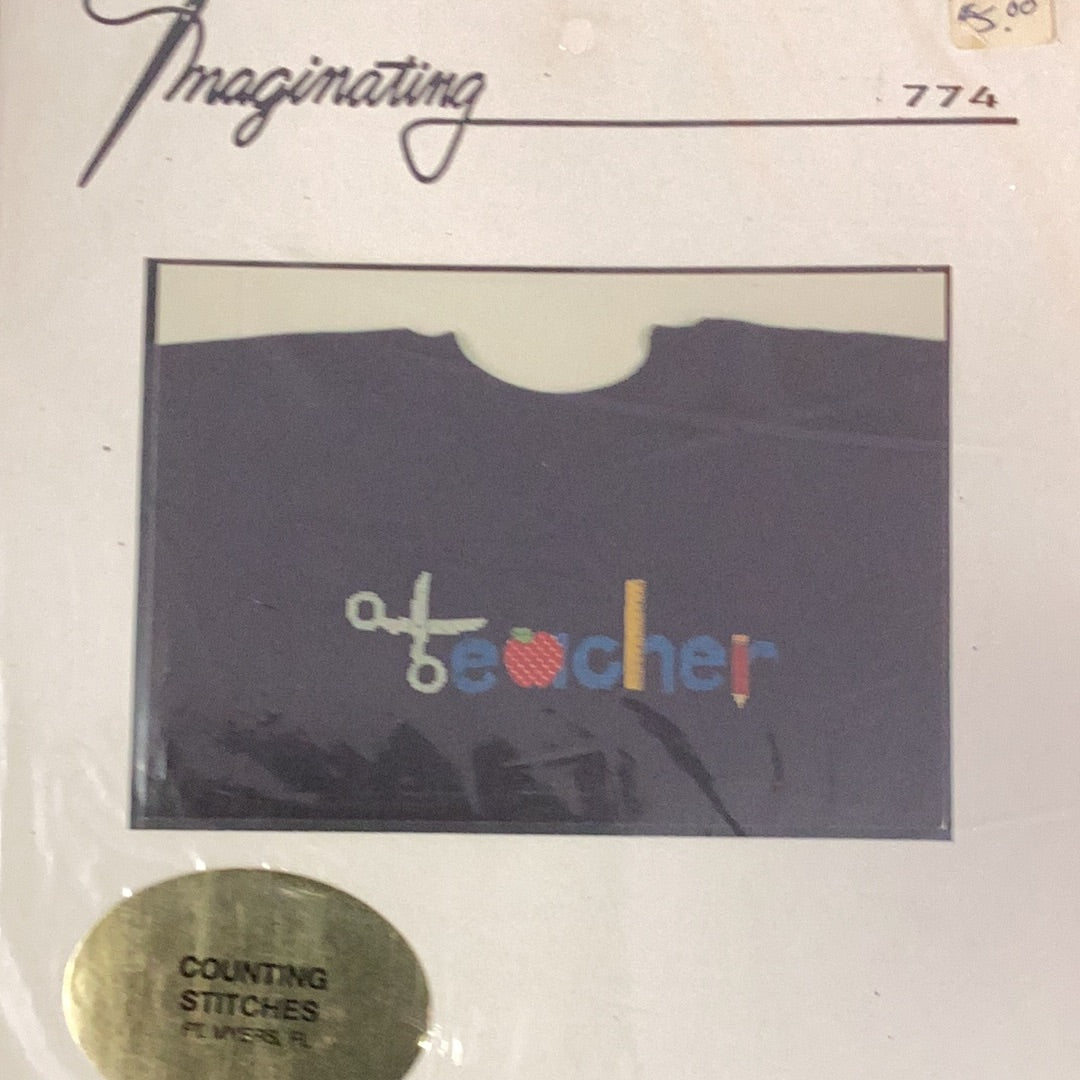 $5.00
Imaginating
774
teacher
COUNTING
STITCHES
FT. MYERS, FL